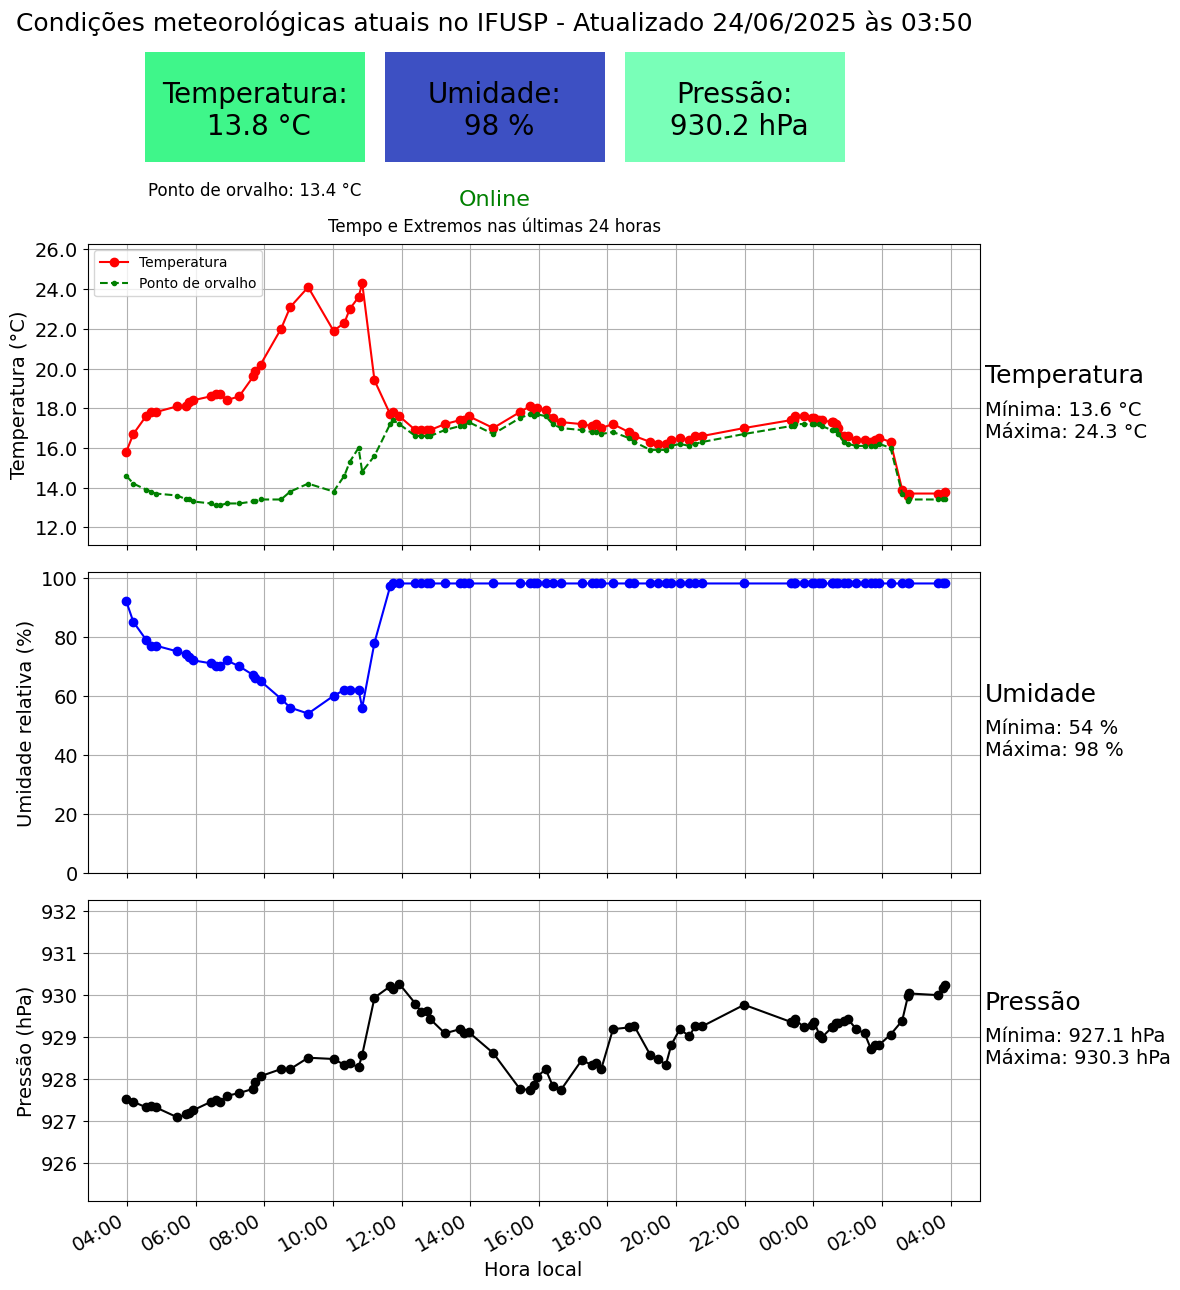 Condições meteorológicas atuais no IFUSP - Atualizado 24/06/2025 às 03:50
Temperatura:
13.8 °C
Umidade:
98 %
Pressão:
930.2 hPa
Ponto de orvalho: 13.4 °C
Online
Tempo e Extremos nas últimas 24 horas
Temperatura
Ponto de orvalho
Temperatura (°C)
26.0
24.0
22.0
20.0
18.0
16.0
14.0
12.0
Temperatura
Mínima: 13.6 °C
Máxima: 24.3 °C
Umidade relativa (%)
100
80
60
40
20
0
Umidade
Mínima: 54 %
Máxima: 98 %
Pressão (hPa)
932
931
930
929
928
927
926
Pressão
Mínima: 927.1 hPa
Máxima: 930.3 hPa
04:00 06:00 08:00 10:00 12:00 14:00 16:00 18:00 20:00 22:00 00:00 02:00 04:00
Hora local